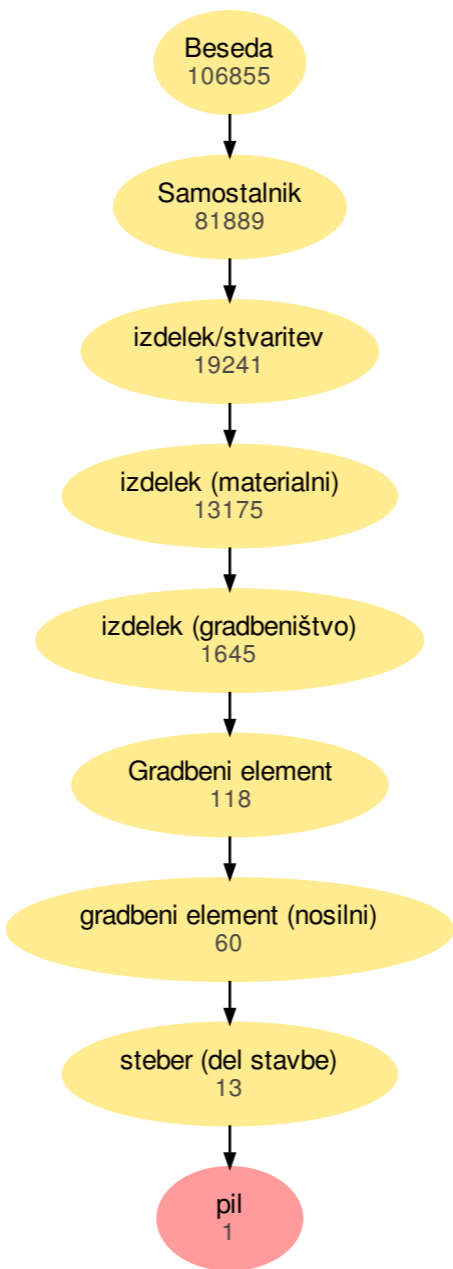 Beseda
106855
Samostalnik
81889
izdelek/stvaritev
19241
izdelek (materialni)
13175
izdelek (gradbeništvo)
1645
Gradbeni element
118
gradbeni element (nosilni)
60
steber (del stavbe)
13
pil
1